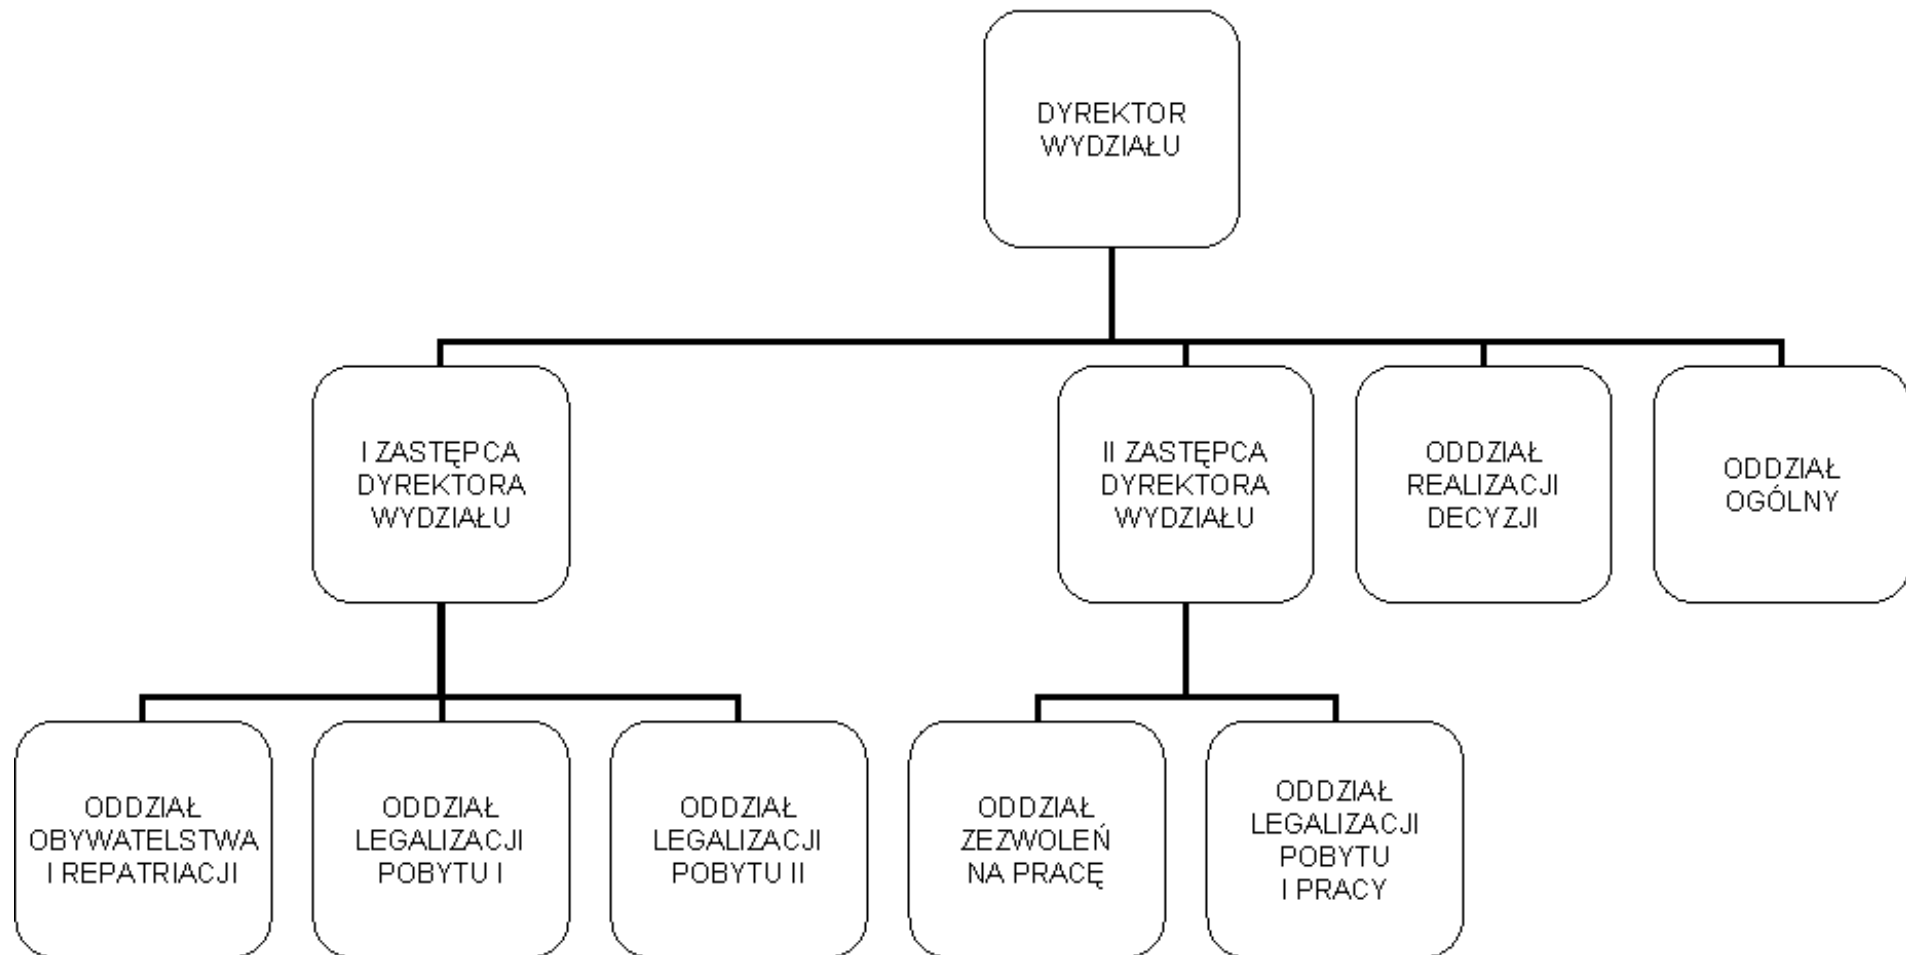 DYREKTOR
WYDZIAŁU
I ZASTĘPCA
DYREKTORA
WYDZIAŁU
II ZASTĘPCA
DYREKTORA
WYDZIAŁU
ODDZIAŁ
REALIZACJI
DECYZJI
ODDZIAŁ
OGÓLNY
ODDZIAŁ
OBYWATELSTWA
I REPATRIACJI
ODDZIAŁ
LEGALIZACJI
POBYTU I
ODDZIAŁ
LEGALIZACJI
POBYTU II
ODDZIAŁ
ZEZWOLEŃ
NA PRACĘ
ODDZIAŁ
LEGALIZACJI
POBYTU
I PRACY